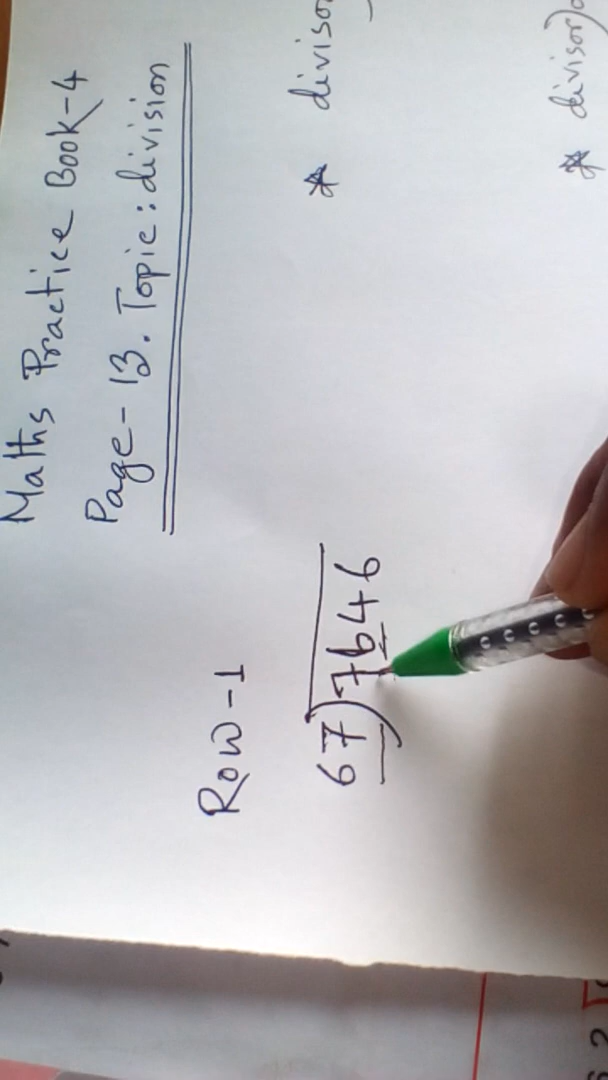 Maths Practice Book-4
Page-13. Topic: division
* divisor
Row-1
67)7646
* divisor)